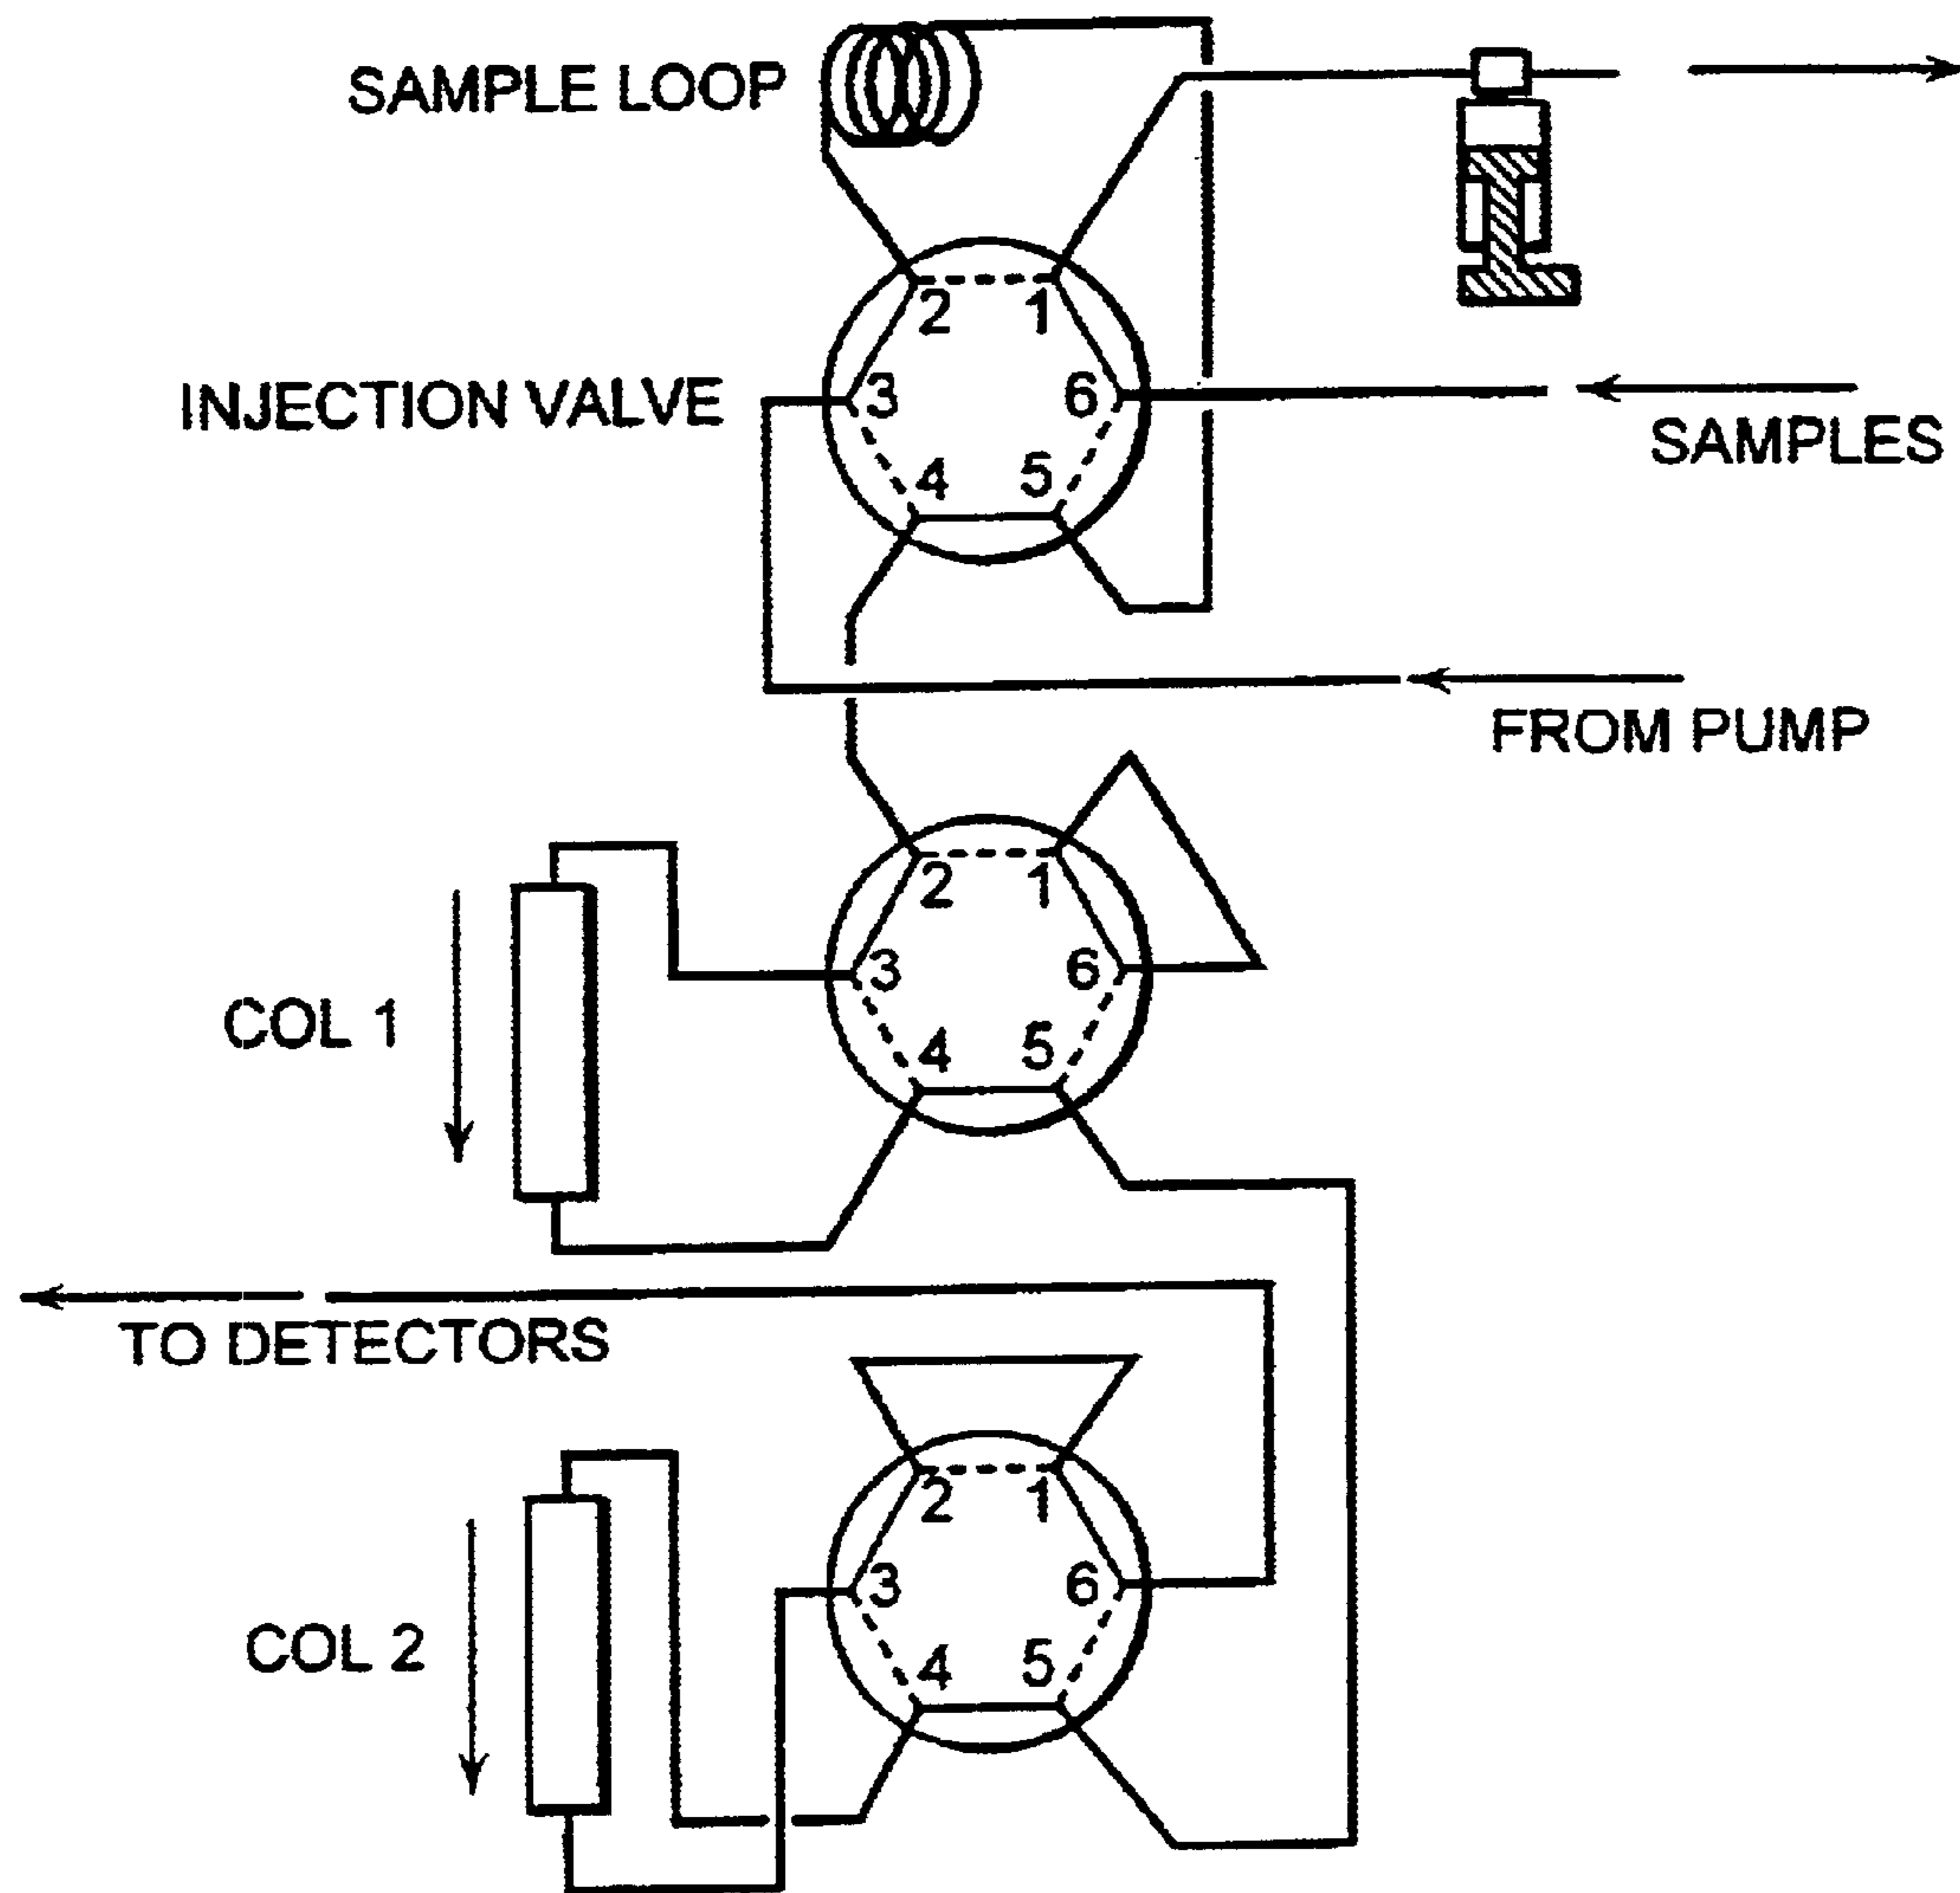 SAMPLE LOOP
2 1
INJECTION VALVE
3 6
4 5
SAMPLES
FROM PUMP
2 1
3 6
COL 1
4 5
TO DETECTORS
2 1
3 6
COL 2
4 5